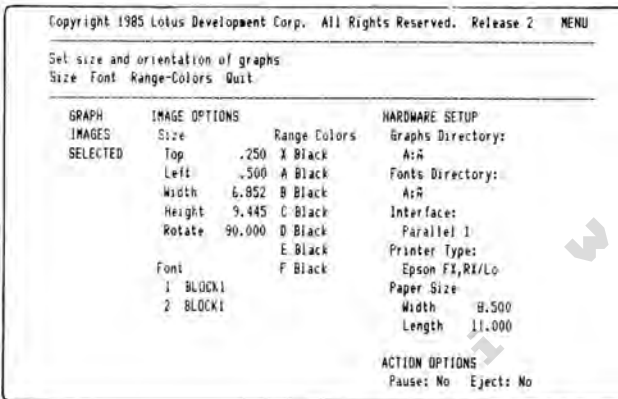 Copyright 1985 Lotus Development Corp. All Rights Reserved. Release 2 MENU
Set size and orientation of graphs
Size Font Range-Colors Quit
GRAPH IMAGE OPTIONS HARDWARE SETUP
IMAGES Size Range Colors Graphs Directory:
SELECTED Top .250 X Black A:\
Left .500 A Black Fonts Directory:
Width 6.852 B Black A:\
Height 9.445 C Black Interface:
Rotate 90.000 D Black Parallel 1
E Black Printer Type:
Font F Black Epson FX,RX/Lo
1 BLOCK1 Paper Size
2 BLOCK1 Width 8.500
Length 11.000
ACTION OPTIONS
Pause: No Eject: No